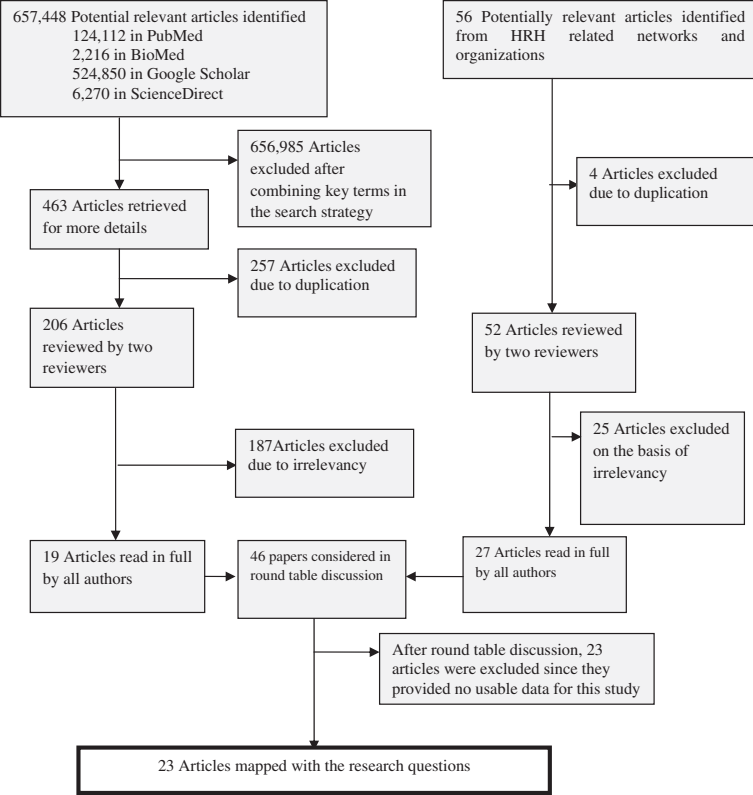 657,448 Potential relevant articles identified
124,112 in PubMed
2,216 in BioMed
524,850 in Google Scholar
6,270 in ScienceDirect
56 Potentially relevant articles identified
from HRH related networks and
organizations
656,985 Articles
excluded after
combining key terms in
the search strategy
4 Articles excluded
due to duplication
463 Articles retrieved
for more details
257 Articles excluded
due to duplication
206 Articles
reviewed by two
reviewers
52 Articles reviewed
by two reviewers
187Articles excluded
due to irrelevancy
25 Articles excluded
on the basis of
irrelevancy
19 Articles read in full
by all authors
46 papers considered in
round table discussion
27 Articles read in full
by all authors
After round table discussion, 23
articles were excluded since they
provided no usable data for this study
23 Articles mapped with the research questions